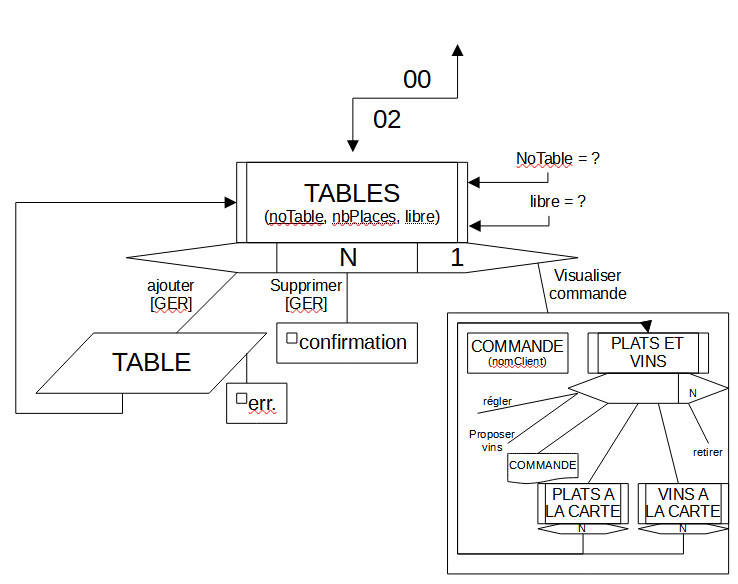 00
02
NoTable = ?
TABLES
(noTable, nbPlaces, libre)
libre = ?
N
1
ajouter
[GER]
Supprimer
[GER]
Visualiser
commande
confirmation
TABLE
err.
COMMANDE
(nomClient)
PLATS ET
VINS
N
régler
Proposer
vins
retirer
COMMANDE
PLATS A
LA CARTE
N
VINS A
LA CARTE
N